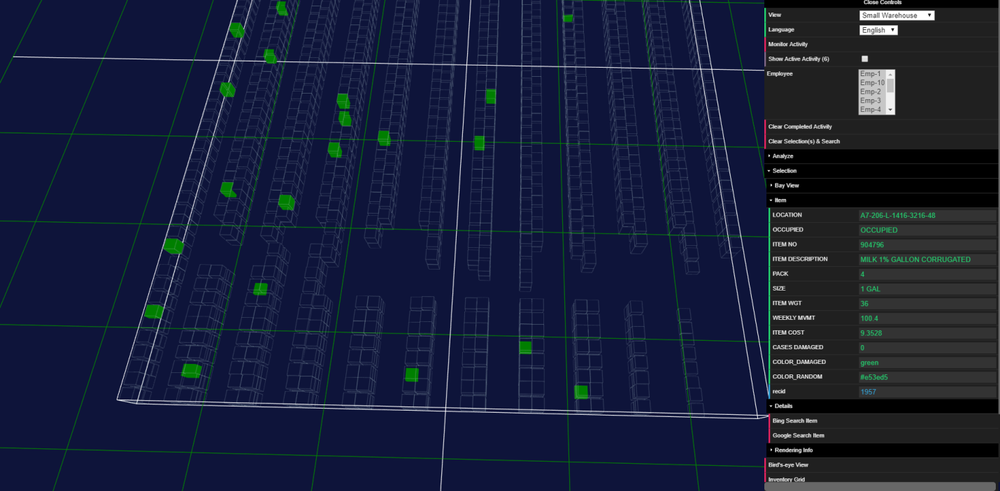 Close Controls
View Small Warehouse
Language English
Monitor Activity
Show Active Activity (6)
Employee Emp-1
Emp-10
Emp-2
Emp-3
Emp-4
Clear Completed Activity
Clear Selection(s) & Search
Analyze
Selection
Bay View
Item
LOCATION A7-206-L-1416-3216-48
OCCUPIED OCCUPIED
ITEM NO 904796
ITEM DESCRIPTION MILK 1% GALLON CORRUGATED
PACK 4
SIZE 1 GAL
ITEM WGT 36
WEEKLY MVMT 100.4
ITEM COST 9.3528
CASES DAMAGED 0
COLOR_DAMAGED green
COLOR_RANDOM #e53ed5
recid 1957
Details
Bing Search Item
Google Search Item
Rendering Info
Bird's-eye View
Inventory Grid